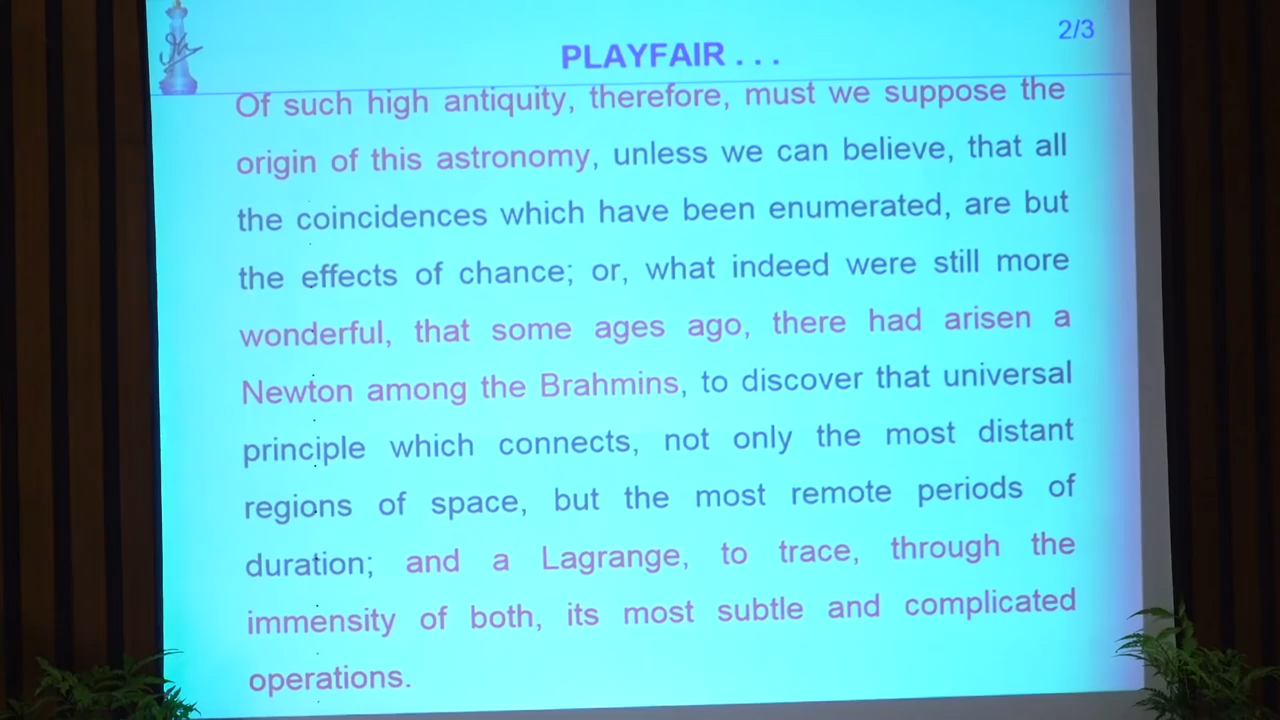 2/3
PLAYFAIR . . .
Of such high antiquity, therefore, must we suppose the
origin of this astronomy, unless we can believe, that all
the coincidences which have been enumerated, are but
the effects of chance; or, what indeed were still more
wonderful, that some ages ago, there had arisen a
Newton among the Brahmins, to discover that universal
principle which connects, not only the most distant
regions of space, but the most remote periods of
duration; and a Lagrange, to trace, through the
immensity of both, its most subtle and complicated
operations.